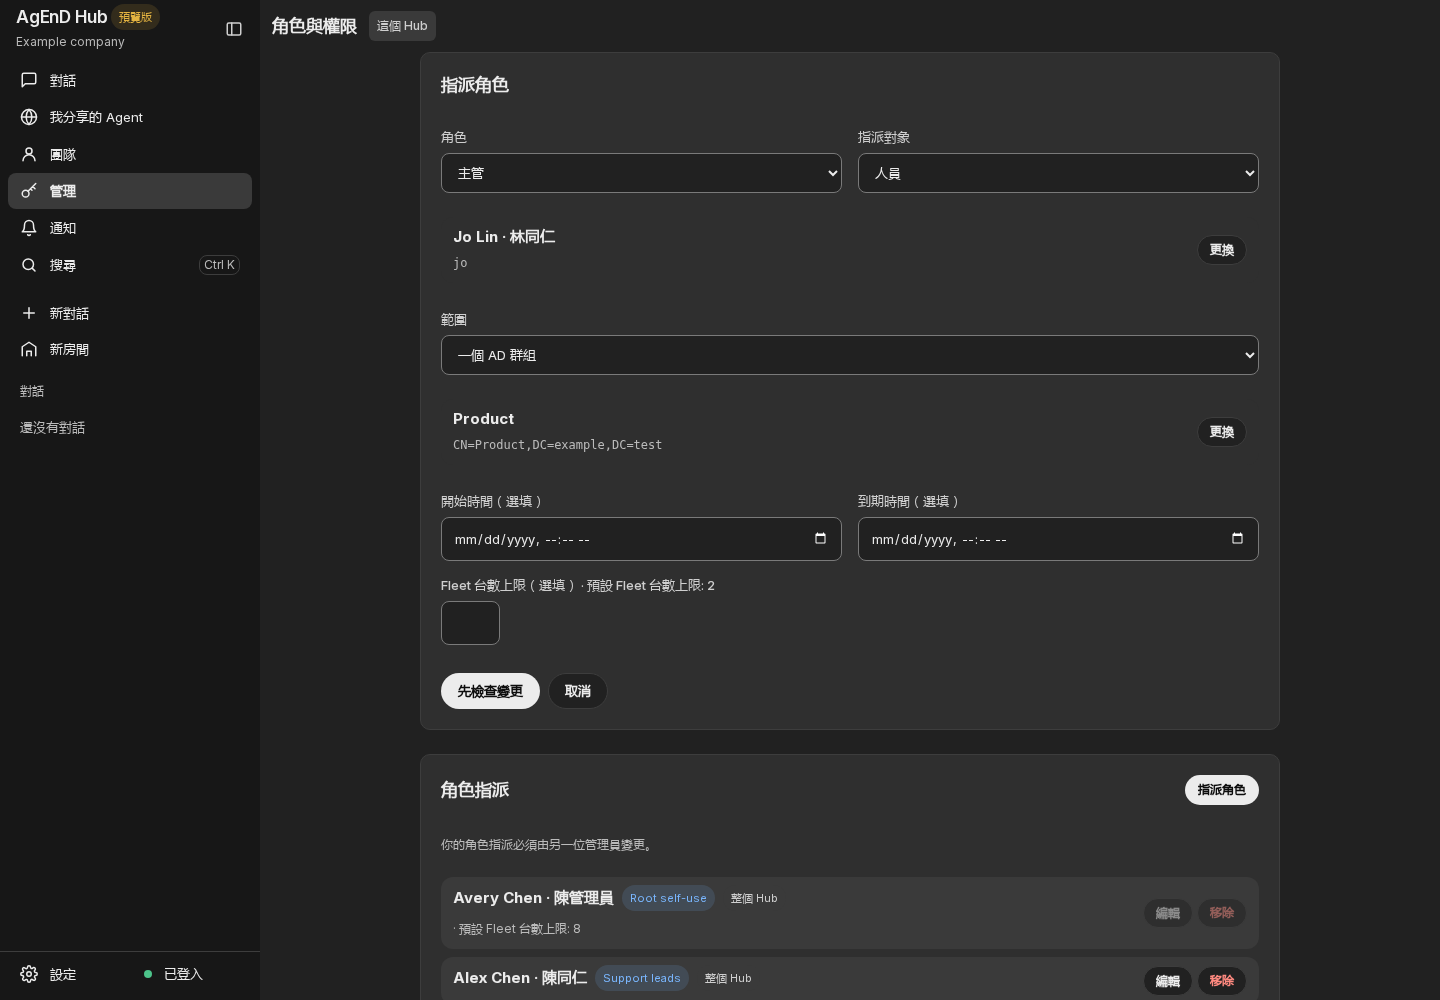 AgEnD Hub 預覽版
Example company
對話
我分享的 Agent
團隊
管理
通知
搜尋 Ctrl K
新對話
新房間
對話
還沒有對話
設定 已登入
角色與權限 這個 Hub
指派角色
角色 指派對象
主管 人員
Jo Lin · 林同仁
jo
更換
範圍
一個 AD 群組
Product
CN=Product,DC=example,DC=test
更換
開始時間（選填） 到期時間（選填）
mm/dd/yyyy, --:-- -- mm/dd/yyyy, --:-- --
Fleet 台數上限（選填） · 預設 Fleet 台數上限: 2
先檢查變更 取消
角色指派 指派角色
你的角色指派必須由另一位管理員變更。
Avery Chen · 陳管理員 Root self-use 整個 Hub
· 預設 Fleet 台數上限: 8
編輯 移除
Alex Chen · 陳同仁 Support leads 整個 Hub
編輯 移除